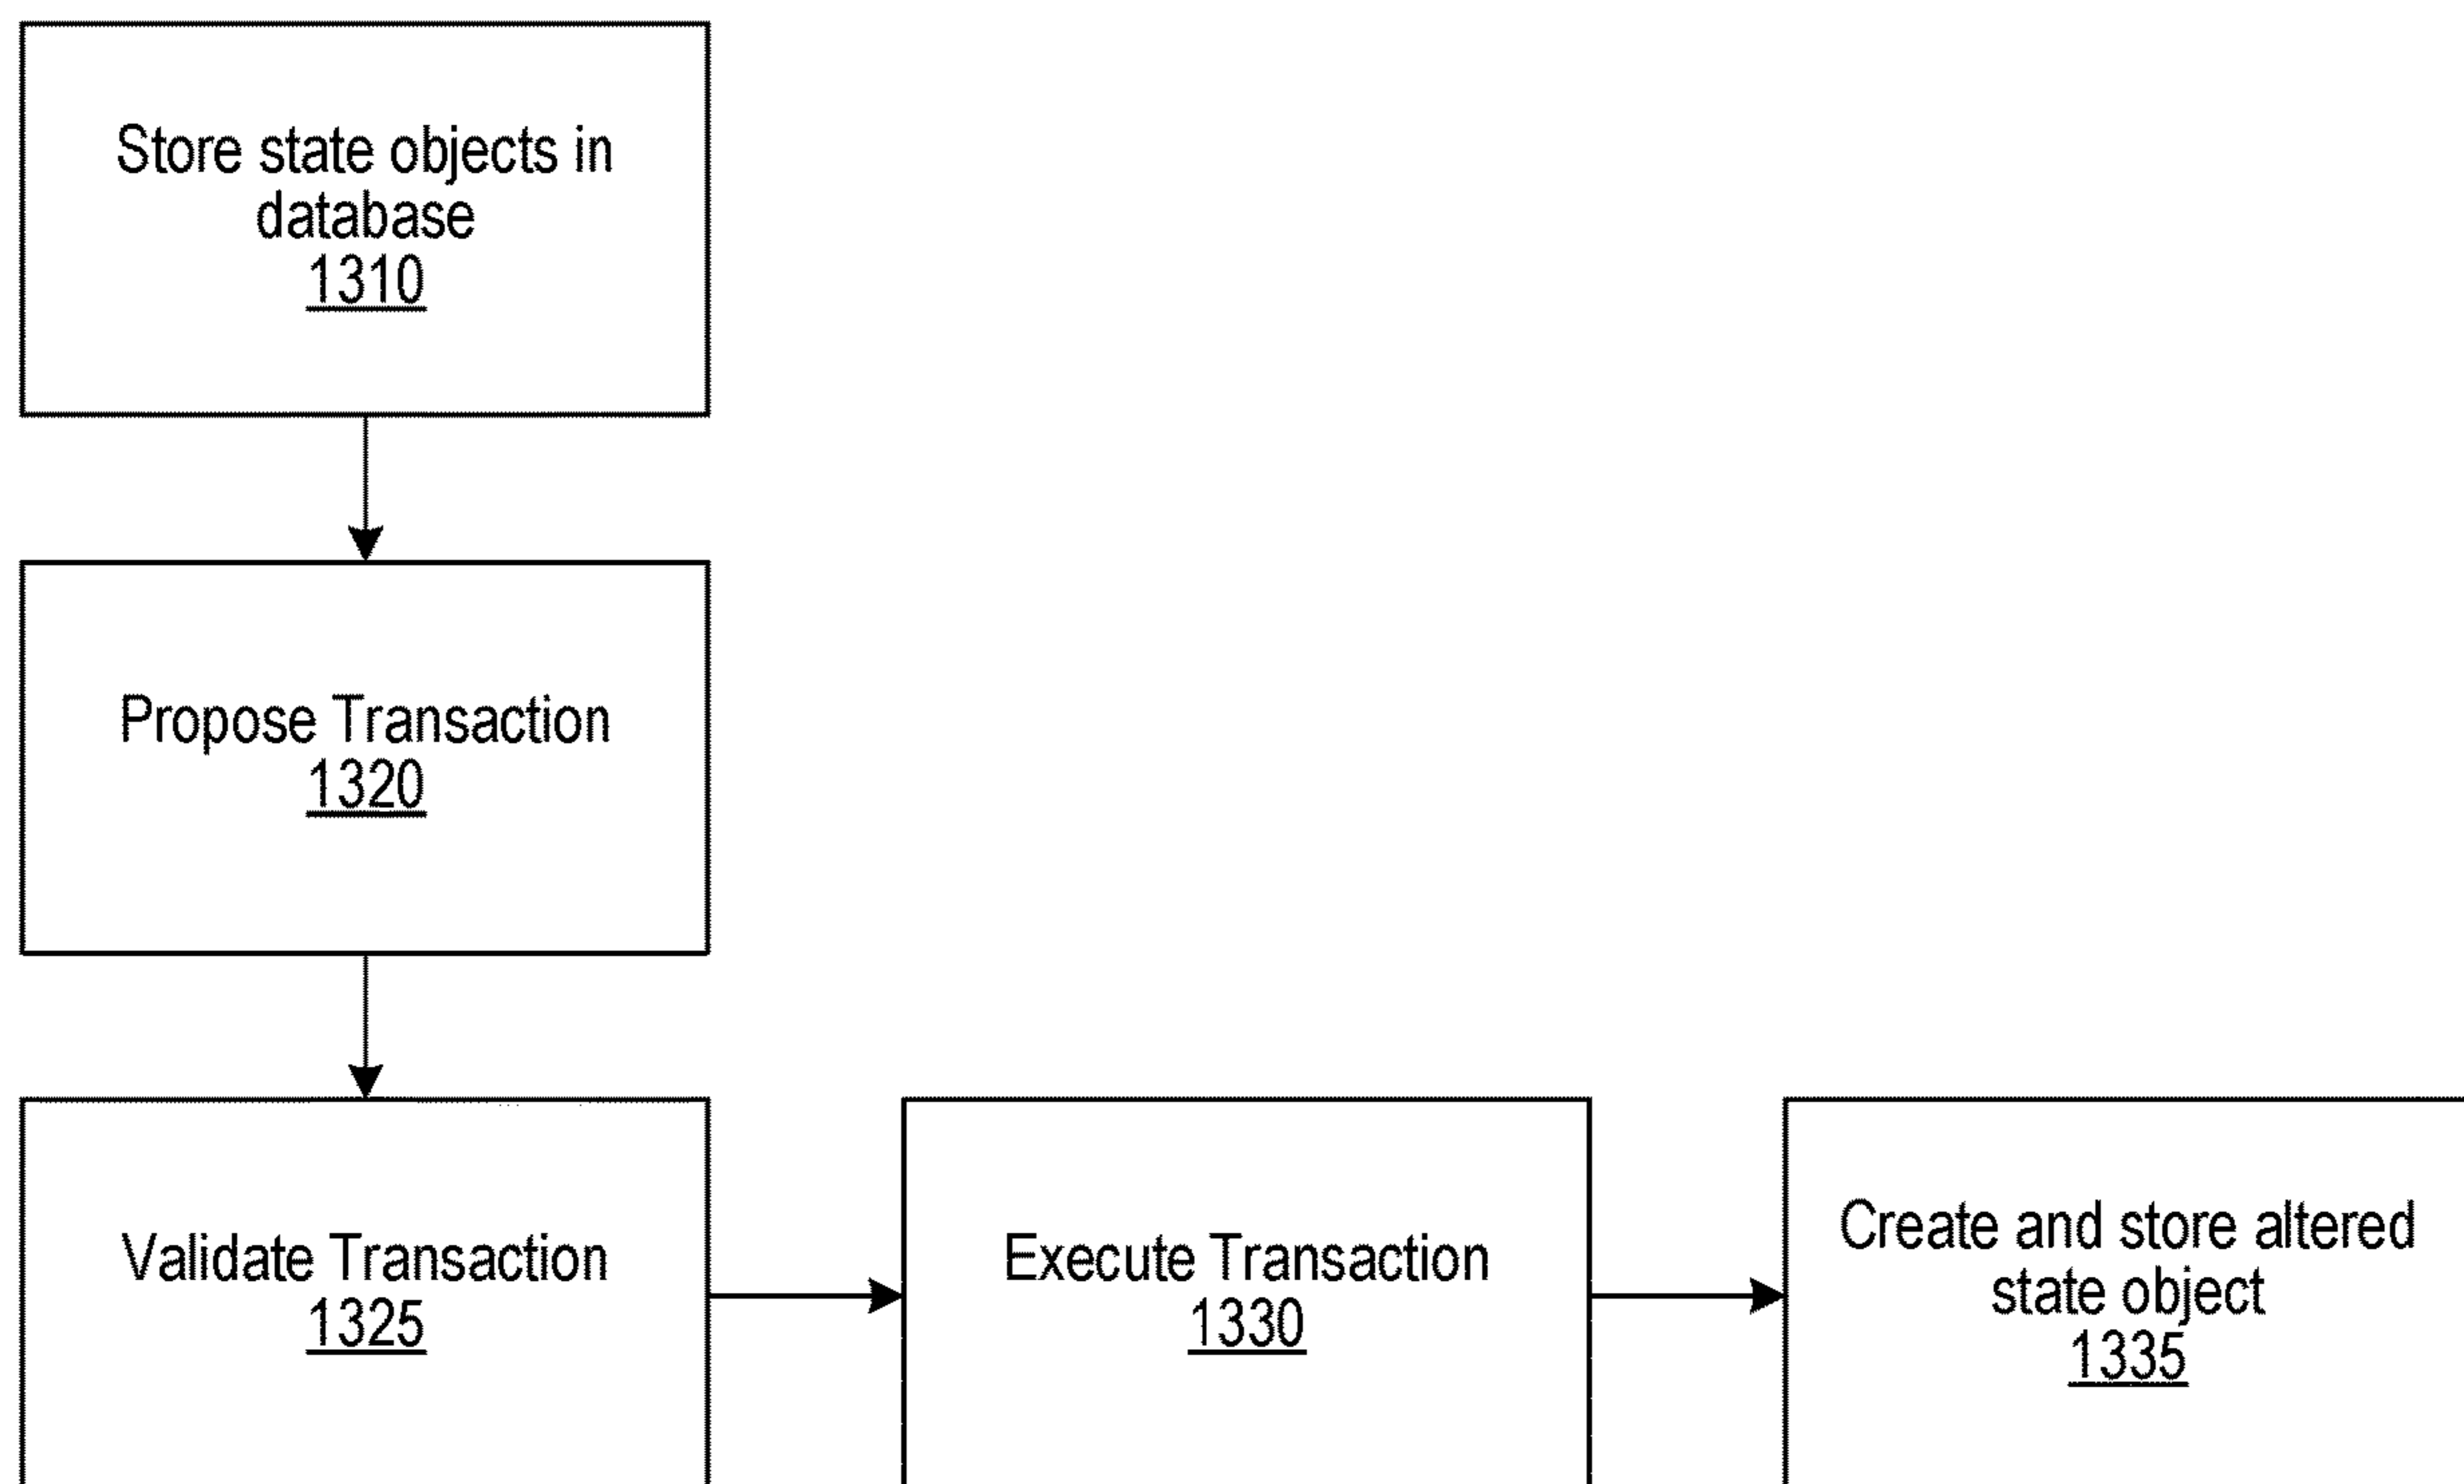 Store state objects in
database
1310
Propose Transaction
1320
Validate Transaction
1325
Execute Transaction
1330
Create and store altered
state object
1335